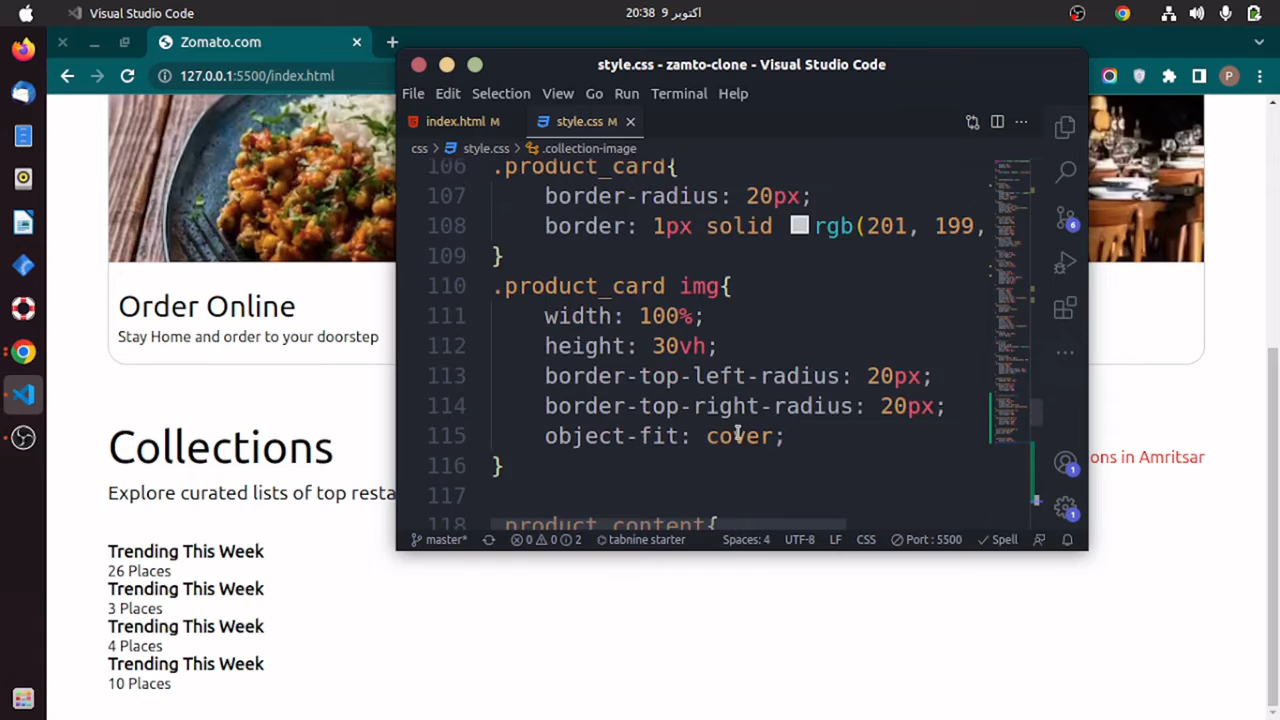 Visual Studio Code
اکتوبر 9 20:38
Zomato.com
127.0.0.1:5500/index.html
P
style.css - zamto-clone - Visual Studio Code
File Edit Selection View Go Run Terminal Help
index.html M style.css M
css > style.css > .collection-image
106 .product_card{
107 border-radius: 20px;
108 border: 1px solid rgb(201, 199,
109 }
110 .product_card img{
111 width: 100%;
112 height: 30vh;
113 border-top-left-radius: 20px;
114 border-top-right-radius: 20px;
115 object-fit: cover;
116 }
117
118 .product_content{
6
1
1
master* 0 0 2 tabnine starter Spaces: 4 UTF-8 LF CSS Port : 5500 Spell
Order Online
Stay Home and order to your doorstep
Collections
Explore curated lists of top resta
ons in Amritsar
Trending This Week
26 Places
Trending This Week
3 Places
Trending This Week
4 Places
Trending This Week
10 Places